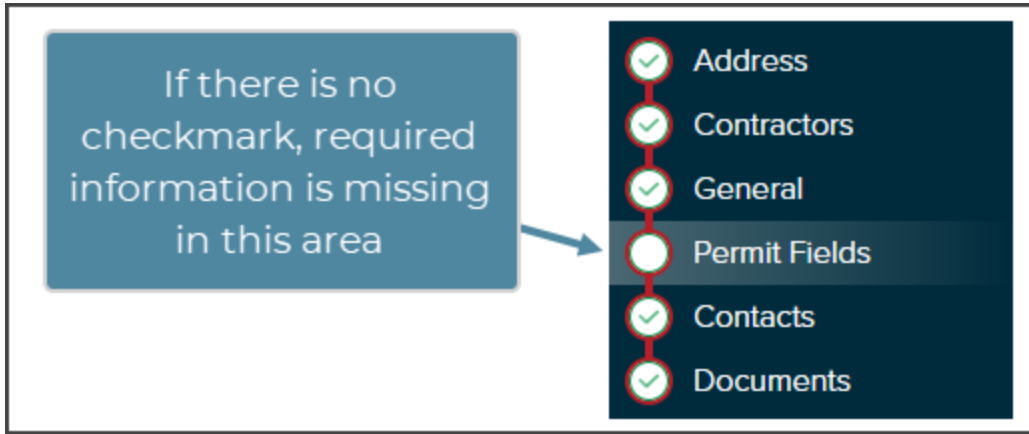 If there is no
checkmark, required
information is missing
in this area
Address
Contractors
General
Permit Fields
Contacts
Documents